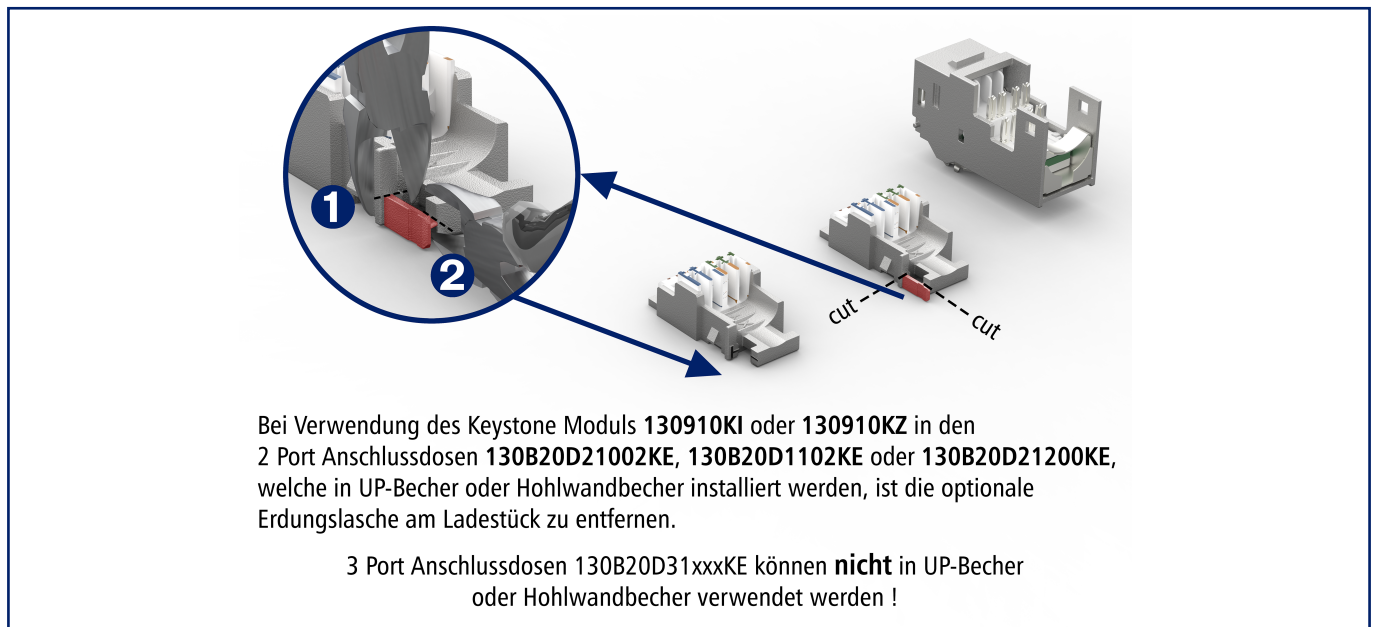 1
2
cut
cut
Bei Verwendung des Keystone Moduls 130910KI oder 130910KZ in den
2 Port Anschlussdosen 130B20D21002KE, 130B20D1102KE oder 130B20D21200KE,
welche in UP-Becher oder Hohlwandbecher installiert werden, ist die optionale
Erdungslasche am Ladestück zu entfernen.
3 Port Anschlussdosen 130B20D31xxxKE können nicht in UP-Becher
oder Hohlwandbecher verwendet werden !